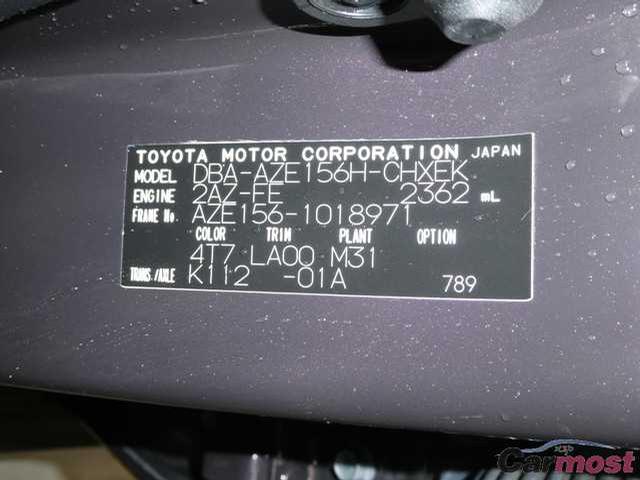 TOYOTA MOTOR CORPORATION JAPAN
MODEL DBA-AZE156H-CHXEK
ENGINE 2AZ-FE 2362 mL
FRAME No AZE156-1018971
COLOR TRIM PLANT OPTION
4T7 LA00 M31
TRANS./AXLE K112 -01A 789
Carmost